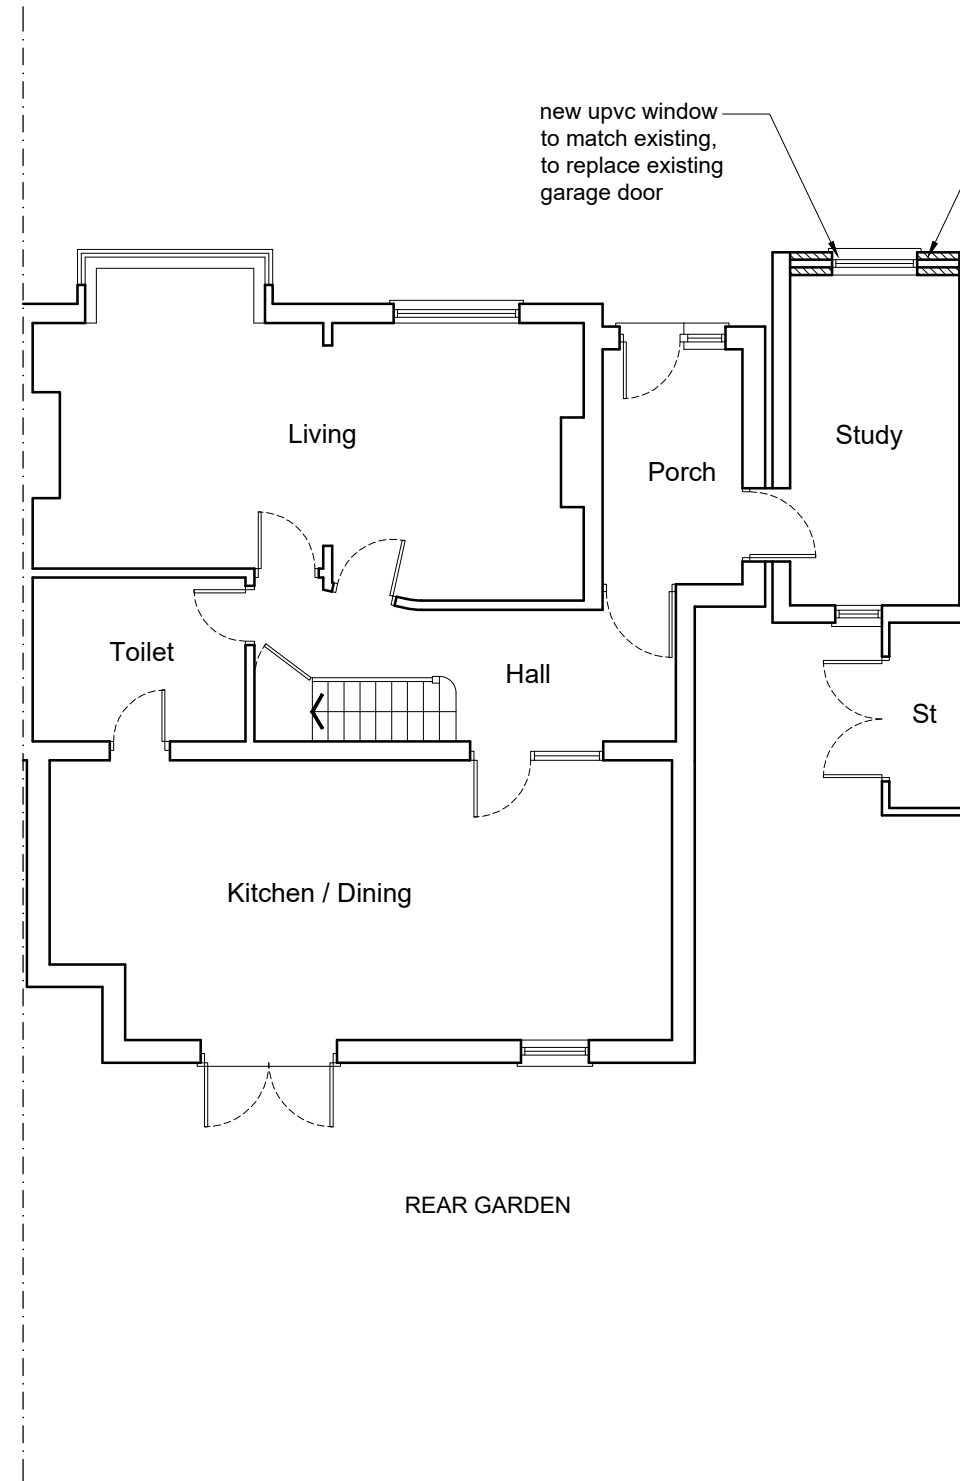 new upvc window
to match existing,
to replace existing
garage door
Living
Study
Porch
Toilet
Hall
St
Kitchen / Dining
REAR GARDEN